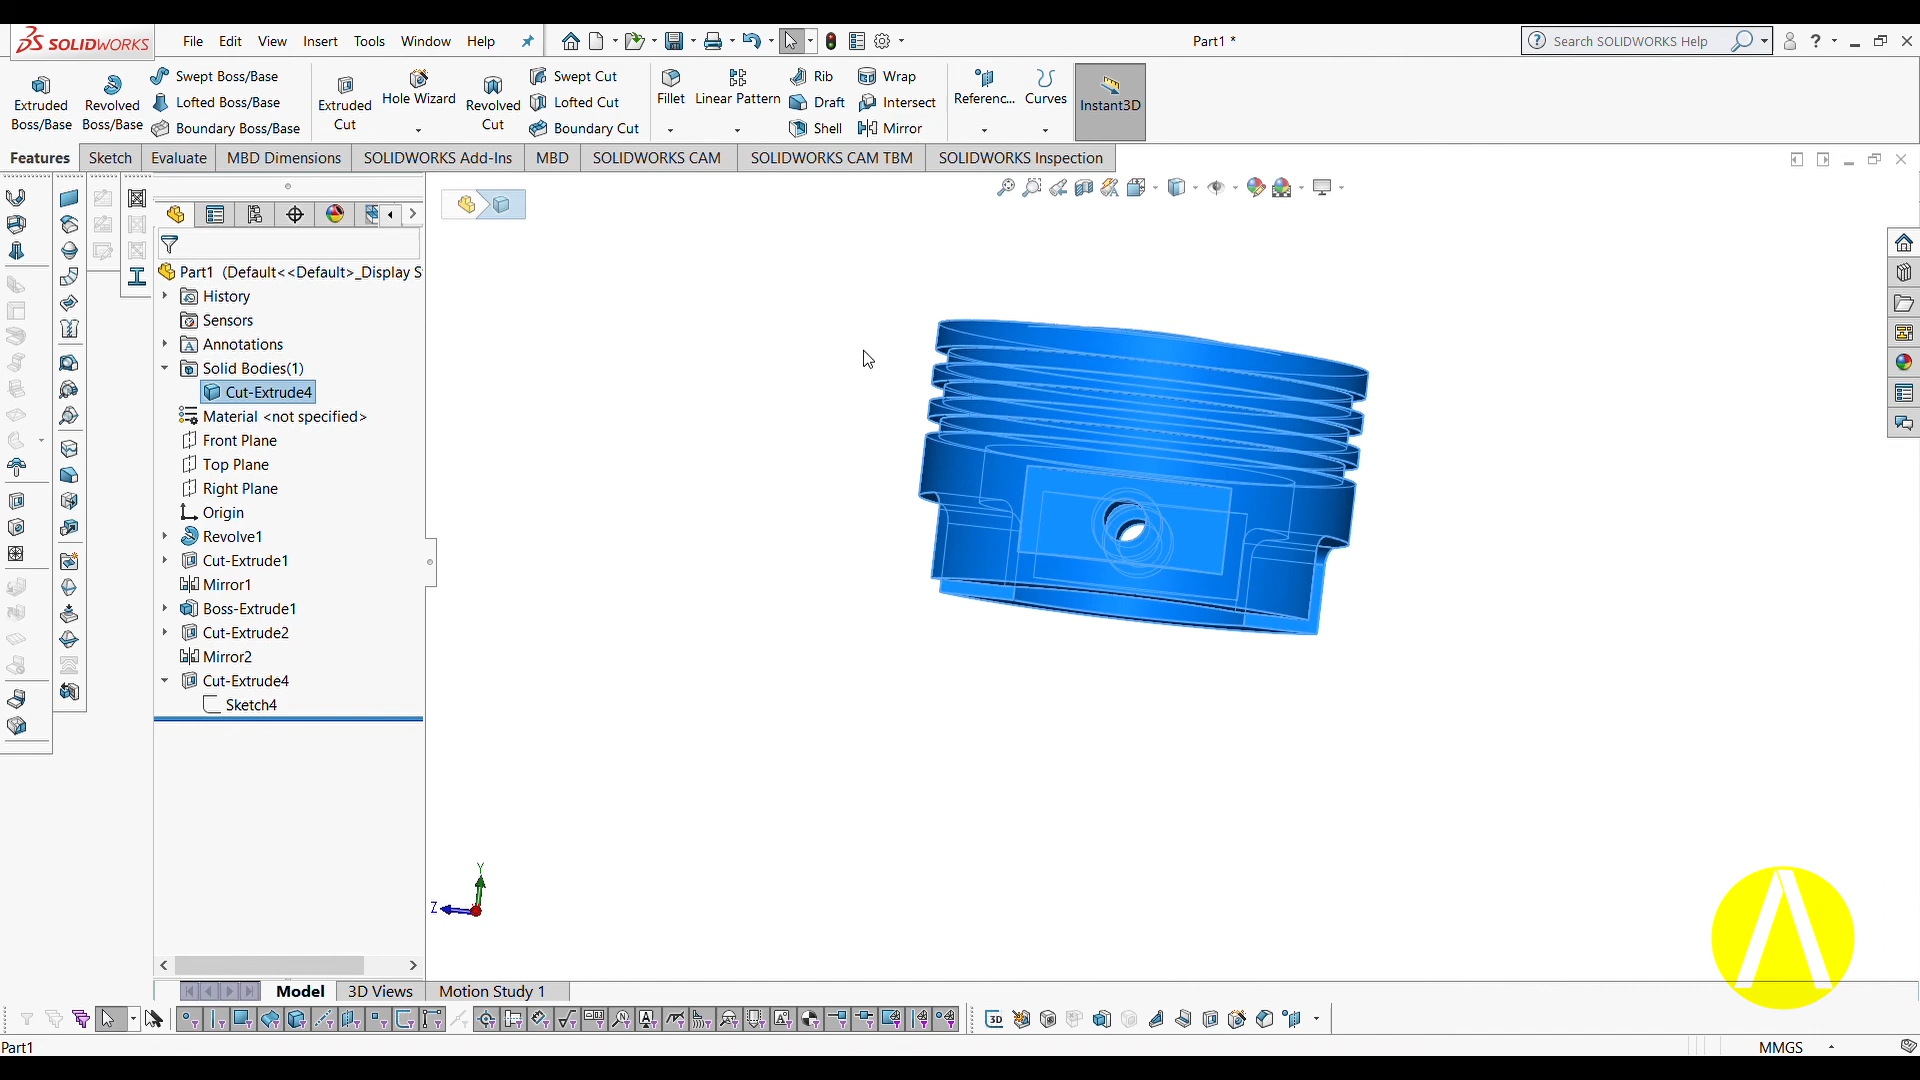 SOLIDWORKS
File Edit View Insert Tools Window Help
Part1 *
Search SOLIDWORKS Help
Extruded Boss/Base
Revolved Boss/Base
Swept Boss/Base
Lofted Boss/Base
Boundary Boss/Base
Extruded Cut
Hole Wizard
Revolved Cut
Swept Cut
Lofted Cut
Boundary Cut
Fillet
Linear Pattern
Rib
Draft
Shell
Wrap
Intersect
Mirror
Referenc...
Curves
Instant3D
Features Sketch Evaluate MBD Dimensions SOLIDWORKS Add-Ins MBD SOLIDWORKS CAM SOLIDWORKS CAM TBM SOLIDWORKS Inspection
Part1 (Default<<Default>_Display S
History
Sensors
Annotations
Solid Bodies(1)
Cut-Extrude4
Material <not specified>
Front Plane
Top Plane
Right Plane
Origin
Revolve1
Cut-Extrude1
Mirror1
Boss-Extrude1
Cut-Extrude2
Mirror2
Cut-Extrude4
Sketch4
Y
Z
Model 3D Views Motion Study 1
3D
Part1
MMGS